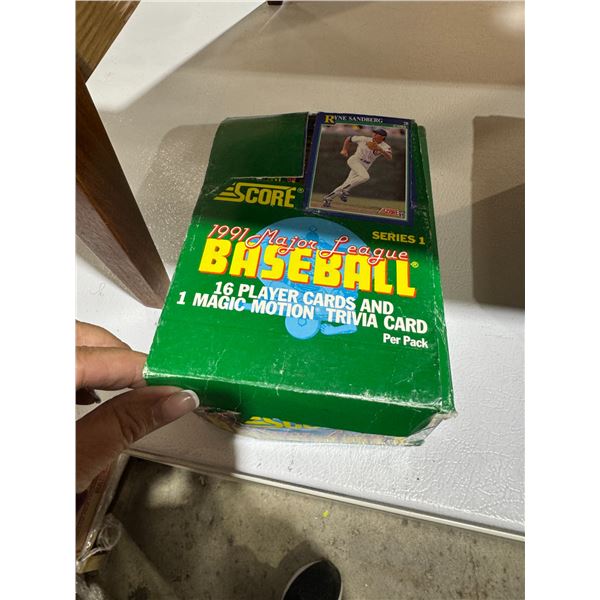 RYNE SANDBERG
SCORE®
SERIES 1
1991 Major League
BASEBALL®
16 PLAYER CARDS AND
1 MAGIC MOTION TRIVIA CARD
Per Pack